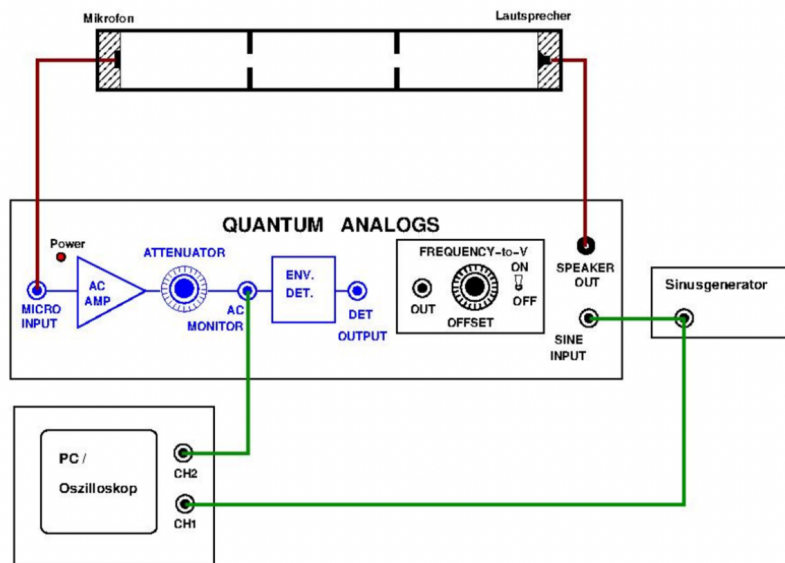 Mikrofon
Lautsprecher
QUANTUM ANALOGS
Power
ATTENUATOR
FREQUENCY-to-V
ON
OFF
AC
AMP
ENV.
DET.
MICRO
INPUT
AC
MONITOR
DET
OUTPUT
OUT
OFFSET
SPEAKER
OUT
SINE
INPUT
Sinusgenerator
PC /
Oszilloskop
CH2
CH1